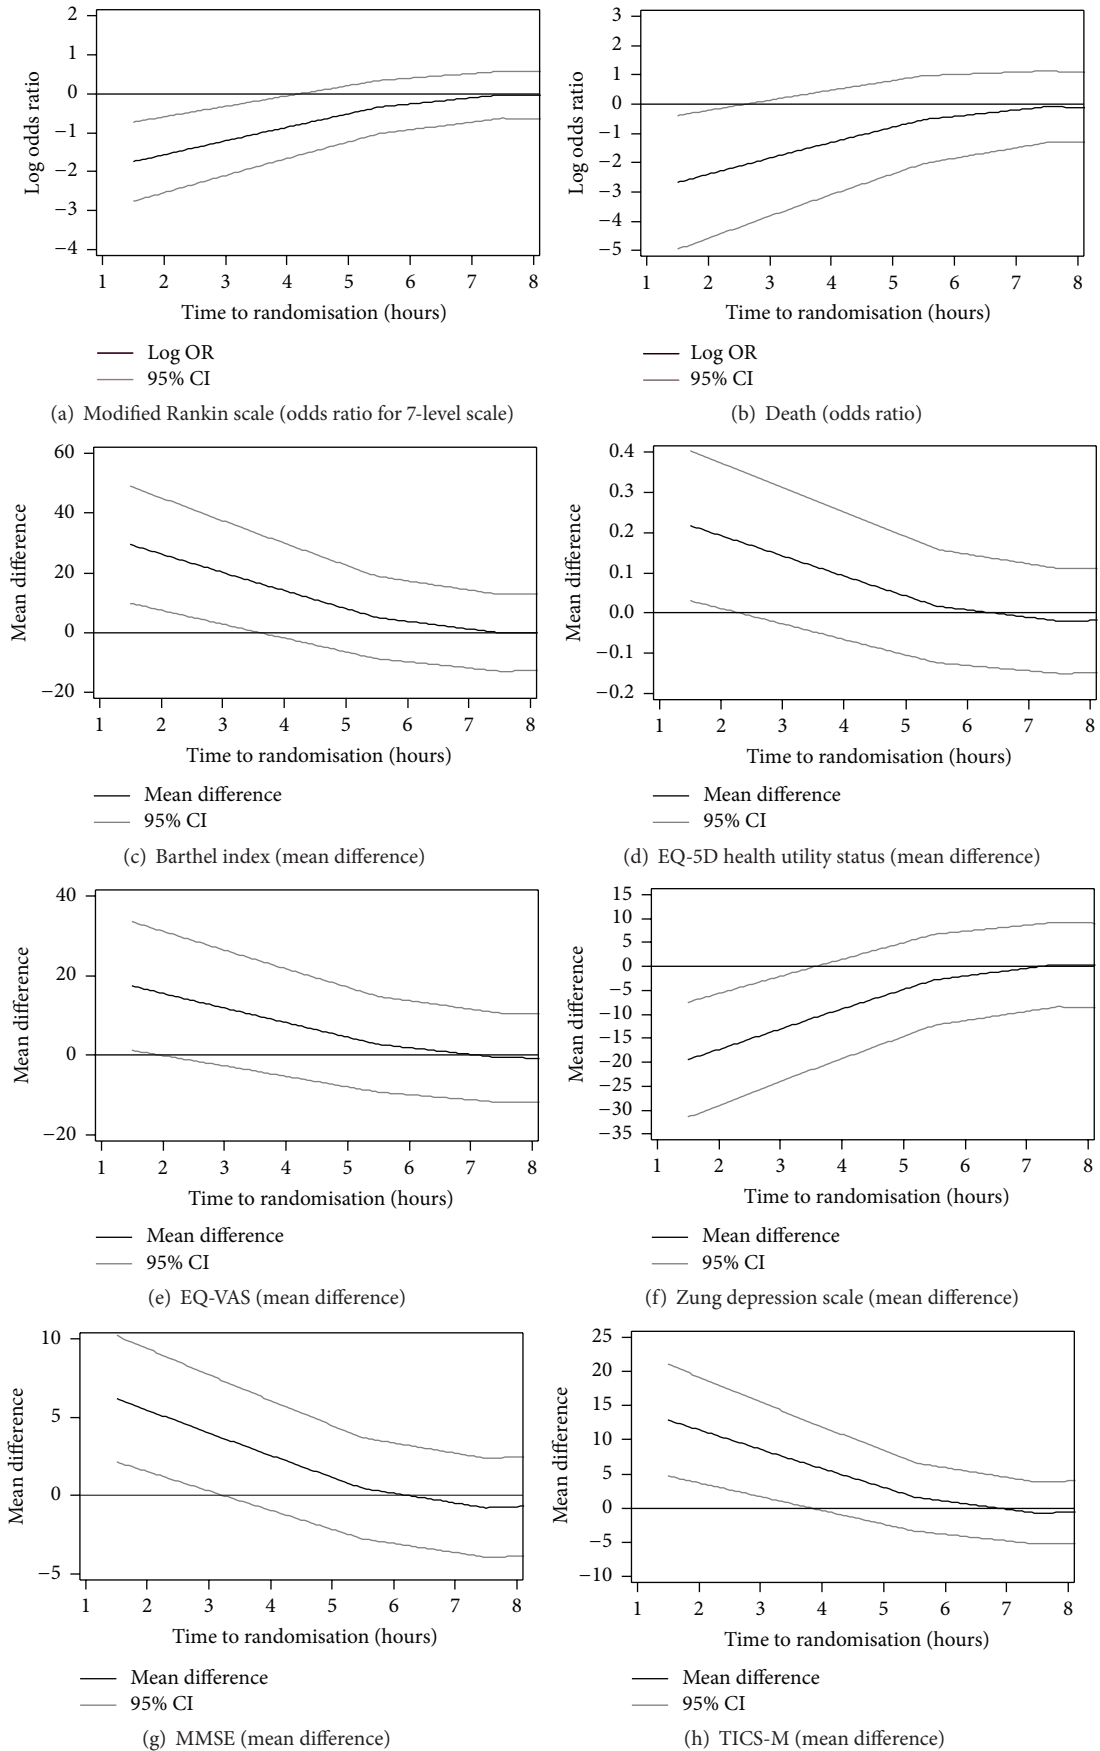 2
1
0
−1
−2
−3
−4
Log odds ratio
1 2 3 4 5 6 7 8
Time to randomisation (hours)
Log OR
95% CI
(a) Modified Rankin scale (odds ratio for 7-level scale)
3
2
1
0
−1
−2
−3
−4
−5
Log odds ratio
1 2 3 4 5 6 7 8
Time to randomisation (hours)
Log OR
95% CI
(b) Death (odds ratio)
60
40
20
0
−20
Mean difference
1 2 3 4 5 6 7 8
Time to randomisation (hours)
Mean difference
95% CI
(c) Barthel index (mean difference)
0.4
0.3
0.2
0.1
0.0
−0.1
−0.2
Mean difference
1 2 3 4 5 6 7 8
Time to randomisation (hours)
Mean difference
95% CI
(d) EQ-5D health utility status (mean difference)
40
20
0
−20
Mean difference
1 2 3 4 5 6 7 8
Time to randomisation (hours)
Mean difference
95% CI
(e) EQ-VAS (mean difference)
15
10
5
0
−5
−10
−15
−20
−25
−30
−35
Mean difference
1 2 3 4 5 6 7 8
Time to randomisation (hours)
Mean difference
95% CI
(f) Zung depression scale (mean difference)
10
5
0
−5
Mean difference
1 2 3 4 5 6 7 8
Time to randomisation (hours)
Mean difference
95% CI
(g) MMSE (mean difference)
25
20
15
10
5
0
−5
−10
Mean difference
1 2 3 4 5 6 7 8
Time to randomisation (hours)
Mean difference
95% CI
(h) TICS-M (mean difference)